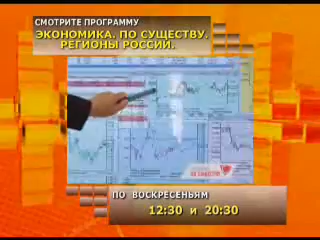 СМОТРИТЕ ПРОГРАММУ
ЭКОНОМИКА. ПО СУЩЕСТВУ.
РЕГИОНЫ РОССИИ.
ПО ВОСКРЕСЕНЬЯМ
12:30 и 20:30